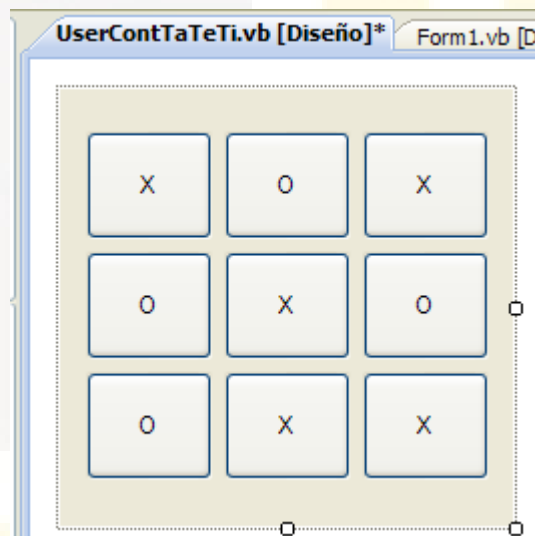 UserContTaTeTi.vb [Diseño]* Form1.vb [D
X O X
O X O
O X X